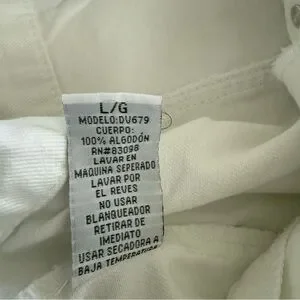 L/G
MODELO:DU679
CUERPO:
100% ALGODÓN
RN#83098
LAVAR EN
MAQUINA SEPERADO
LAVAR POR
EL REVES
NO USAR
BLANQUEADOR
RETIRAR DE
IMEDIATO
USAR SECADORA A
BAJA TEMPERATURA